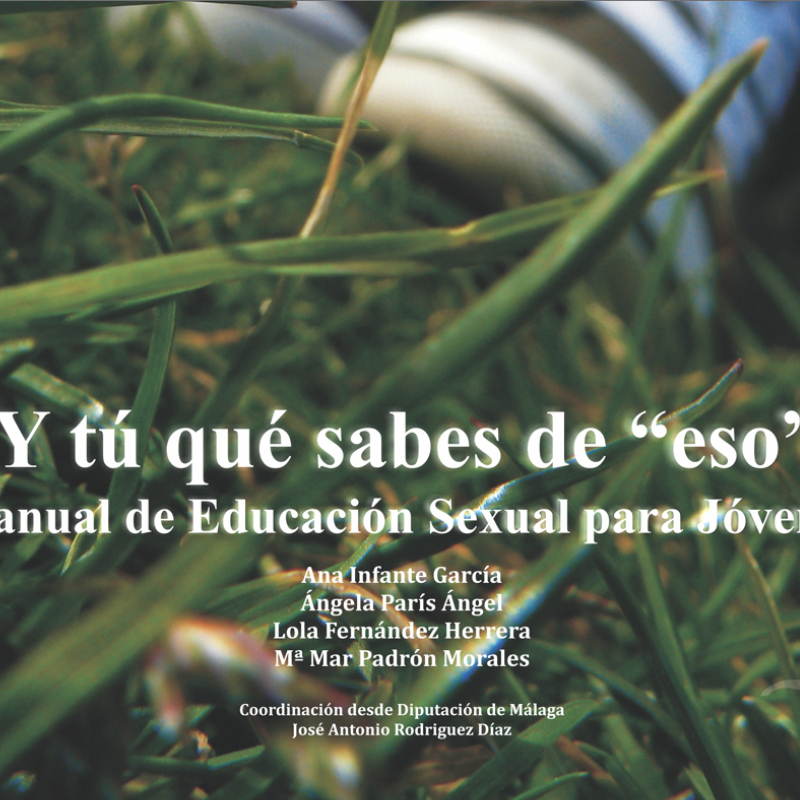 Y tú qué sabes de “eso”
anual de Educación Sexual para Jóven
Ana Infante García
Ángela París Ángel
Lola Fernández Herrera
Mª Mar Padrón Morales
Coordinación desde Diputación de Málaga
José Antonio Rodriguez Díaz